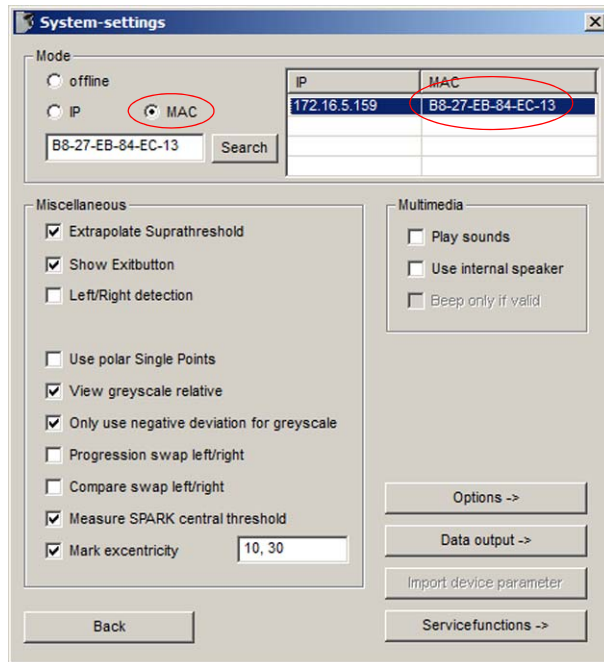 System-settings
Mode
offline
IP
MAC
B8-27-EB-84-EC-13
Search
IP MAC
172.16.5.159 B8-27-EB-84-EC-13
Miscellaneous
Extrapolate Suprathreshold
Show Exitbutton
Left/Right detection
Use polar Single Points
View greyscale relative
Only use negative deviation for greyscale
Progression swap left/right
Compare swap left/right
Measure SPARK central threshold
Mark excentricity 10, 30
Multimedia
Play sounds
Use internal speaker
Beep only if valid
Options ->
Data output ->
Import device parameter
Servicefunctions ->
Back